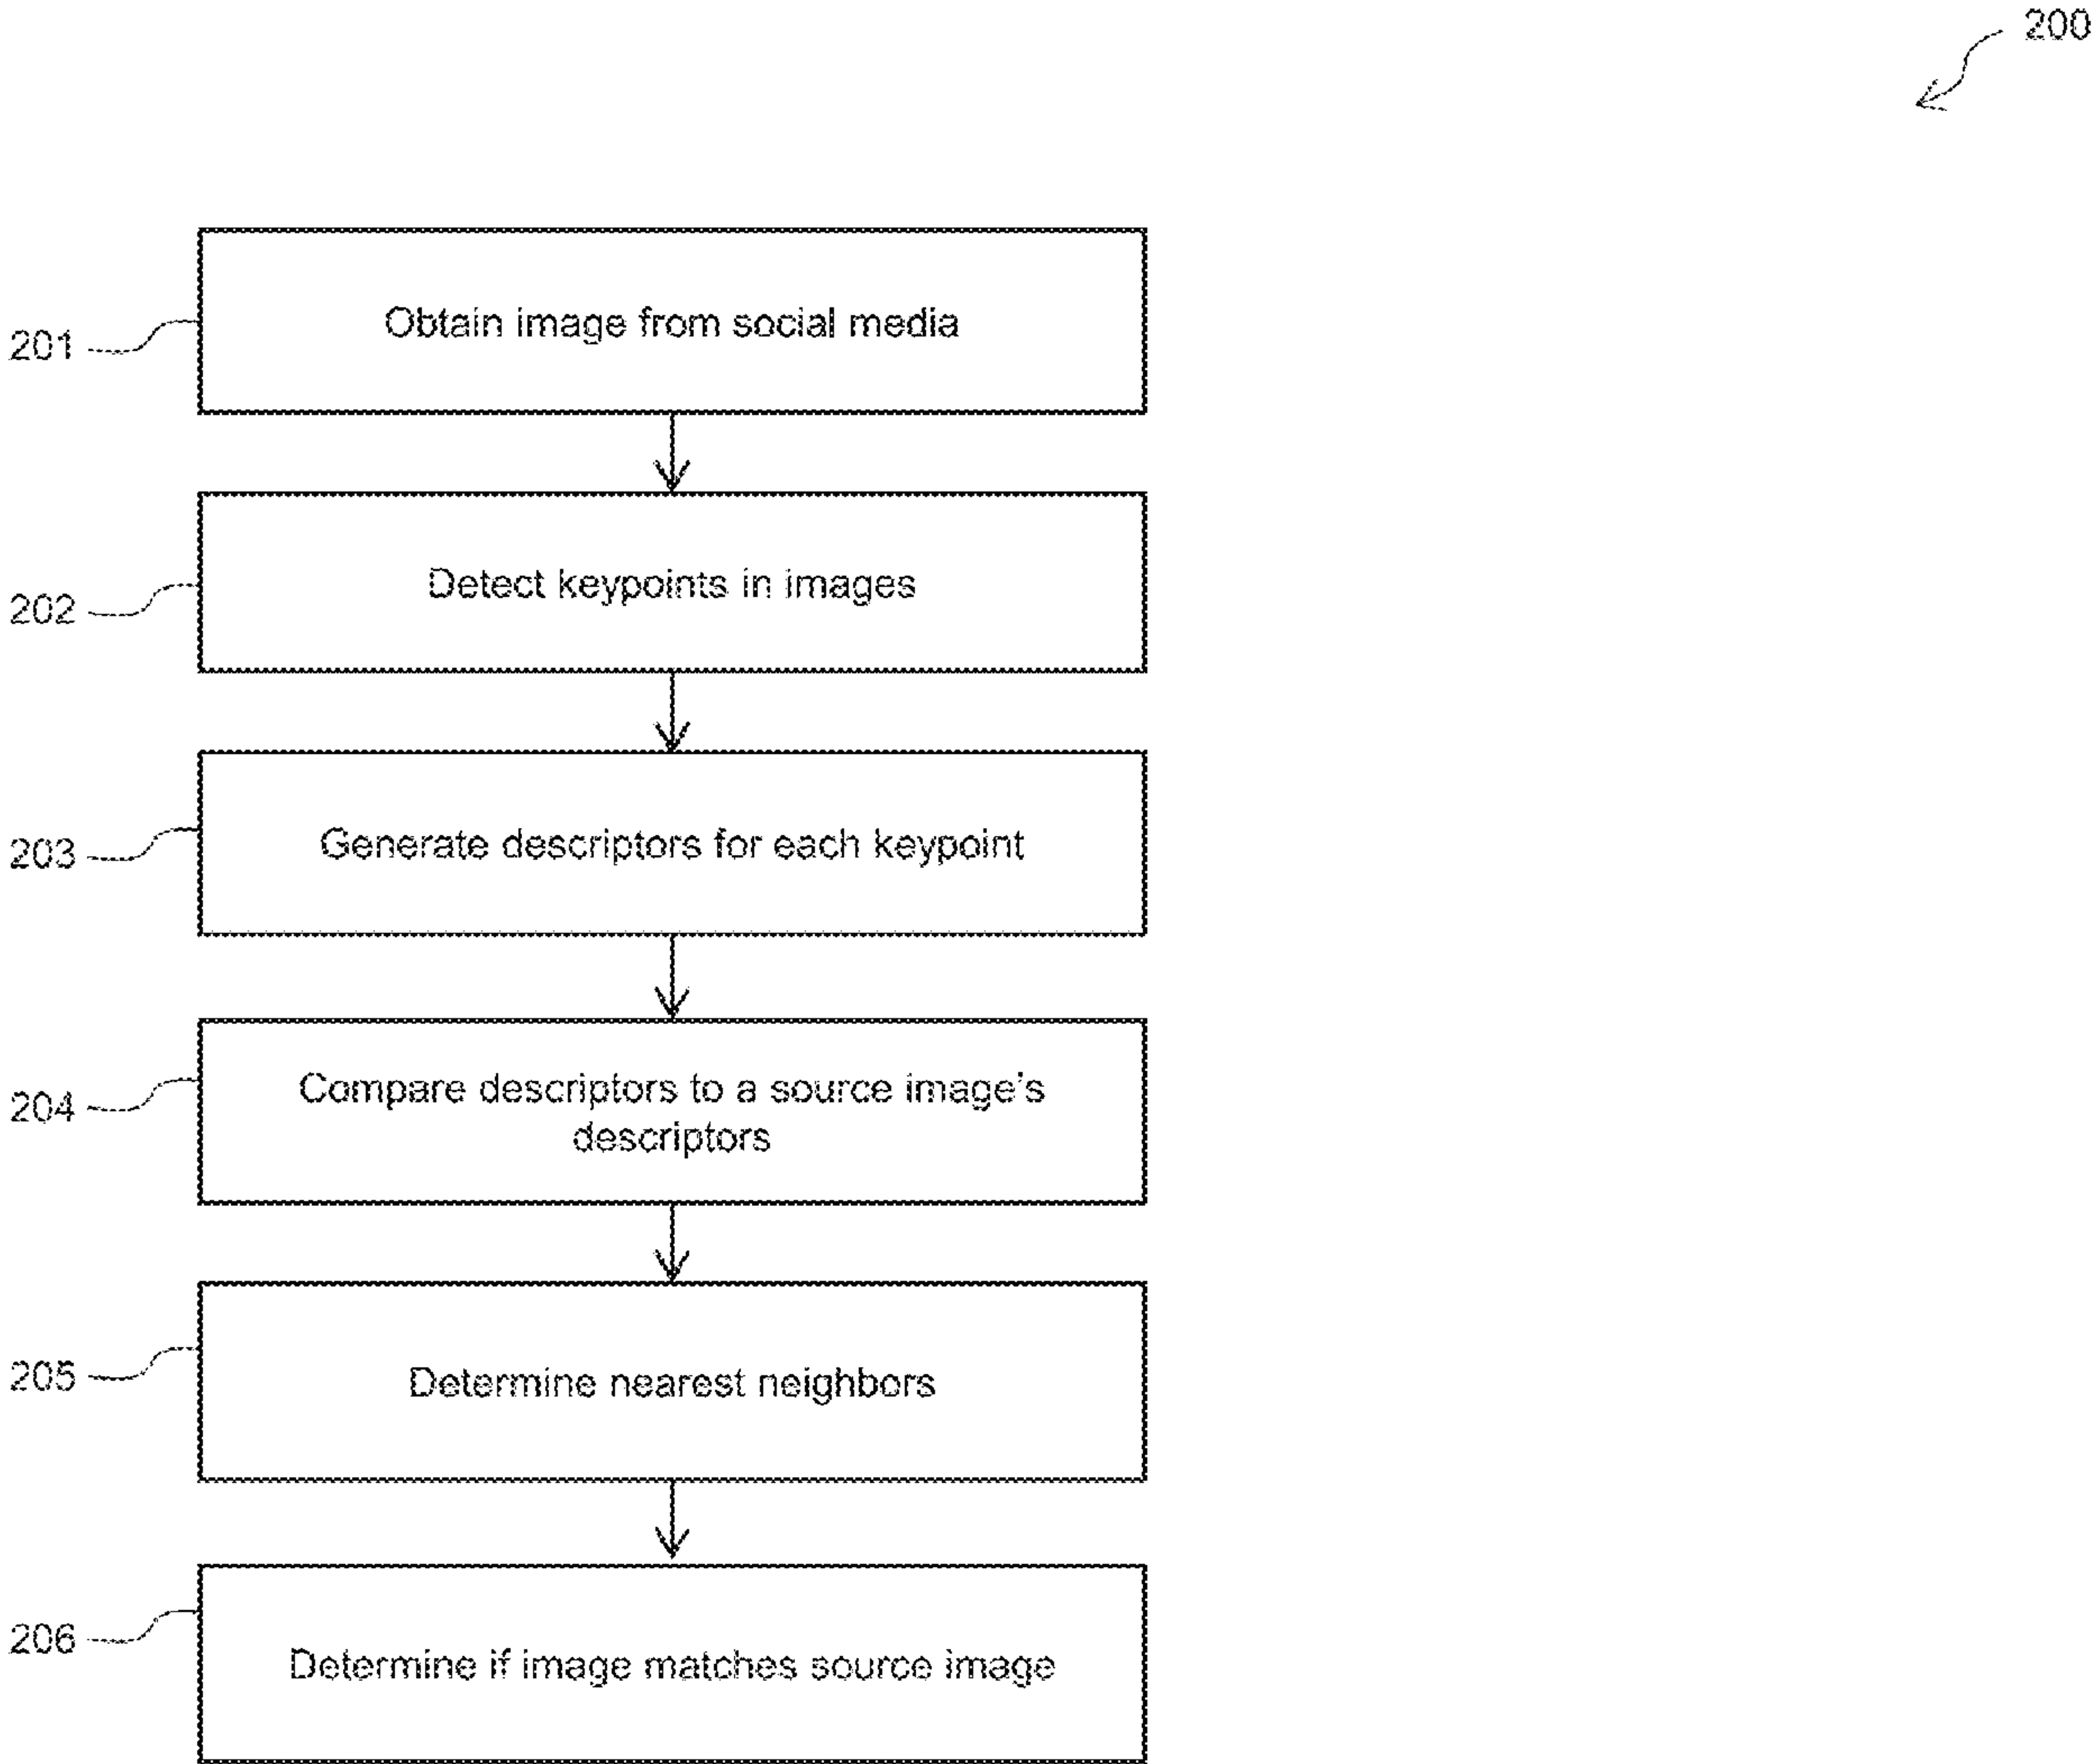 200
201
Obtain image from social media
202
Detect keypoints in images
203
Generate descriptors for each keypoint
204
Compare descriptors to a source image's
descriptors
205
Determine nearest neighbors
206
Determine if image matches source image